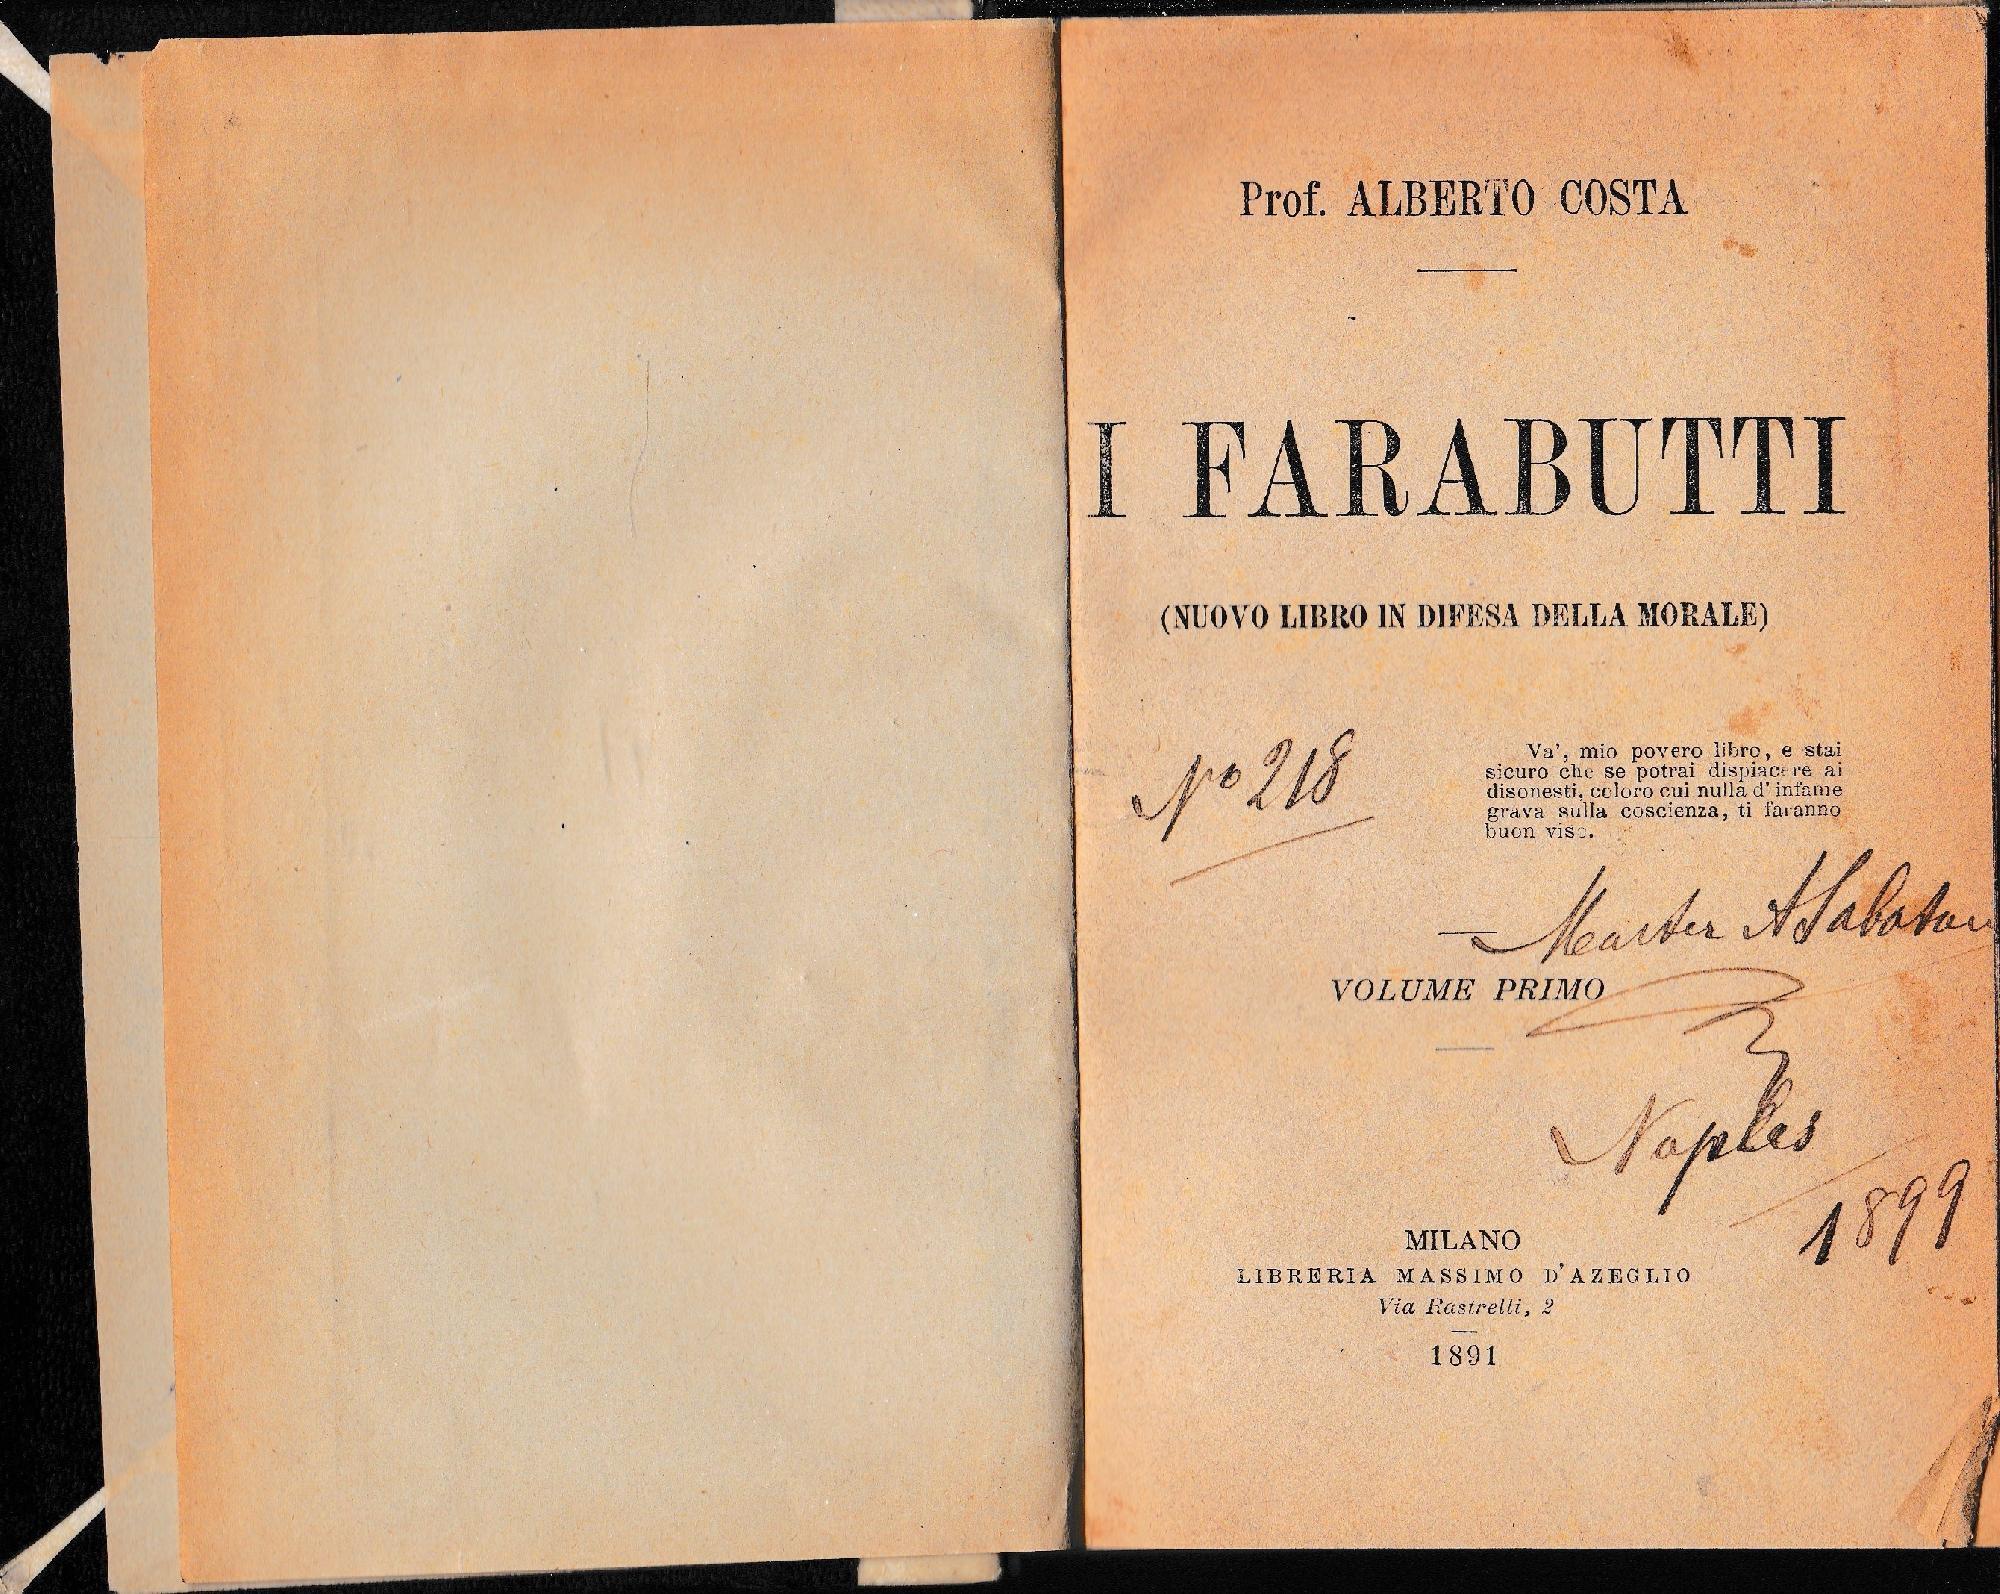 Prof. ALBERTO COSTA
I FARABUTTI
(NUOVO LIBRO IN DIFESA DELLA MORALE)
No 218
Va', mio povero libro, e stai
sicuro che se potrai dispiacere ai
disonesti, coloro cui nulla d'infame
grava sulla coscienza, ti faranno
buon viso.
Master A
VOLUME PRIMO
Naples
1899
MILANO
LIBRERIA MASSIMO D'AZEGLIO
Via Rastrelli, 2
1891